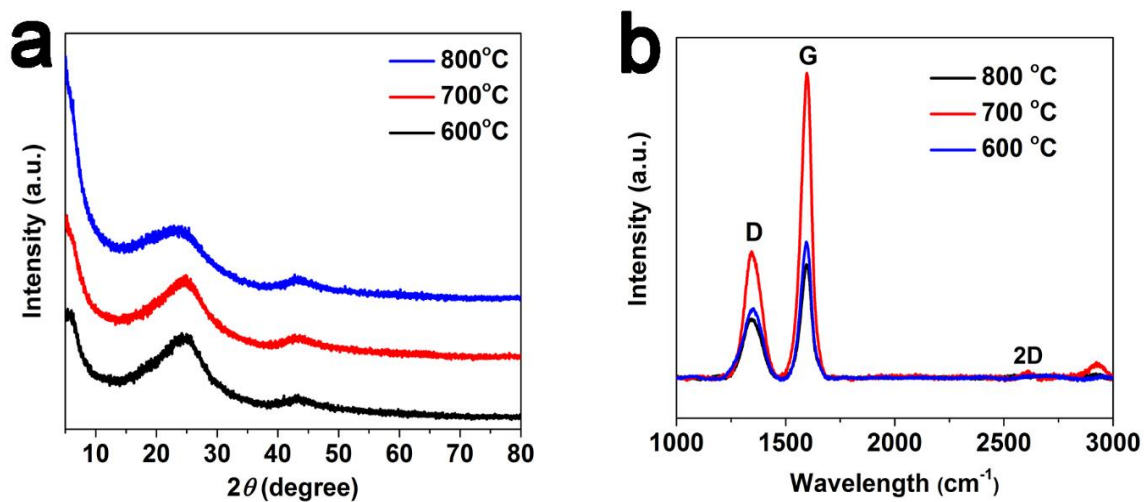 a
800°C
700°C
600°C
Intensity (a.u.)
10 20 30 40 50 60 70 80
2θ (degree)
b
G
800 °C
700 °C
600 °C
D
2D
Intensity (a.u.)
1000 1500 2000 2500 3000
Wavelength (cm⁻¹)